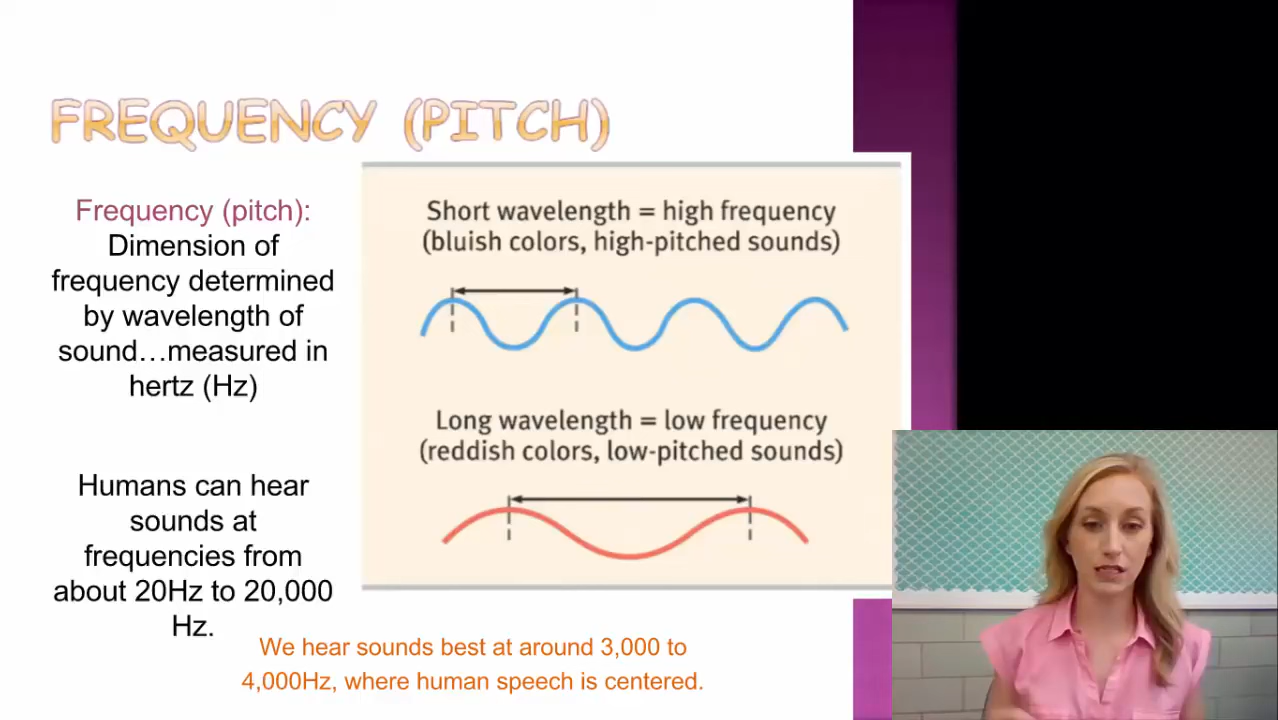 FREQUENCY (PITCH)
Frequency (pitch):
Dimension of
frequency determined
by wavelength of
sound…measured in
hertz (Hz)
Humans can hear
sounds at
frequencies from
about 20Hz to 20,000
Hz.
Short wavelength = high frequency
(bluish colors, high-pitched sounds)
Long wavelength = low frequency
(reddish colors, low-pitched sounds)
We hear sounds best at around 3,000 to
4,000Hz, where human speech is centered.